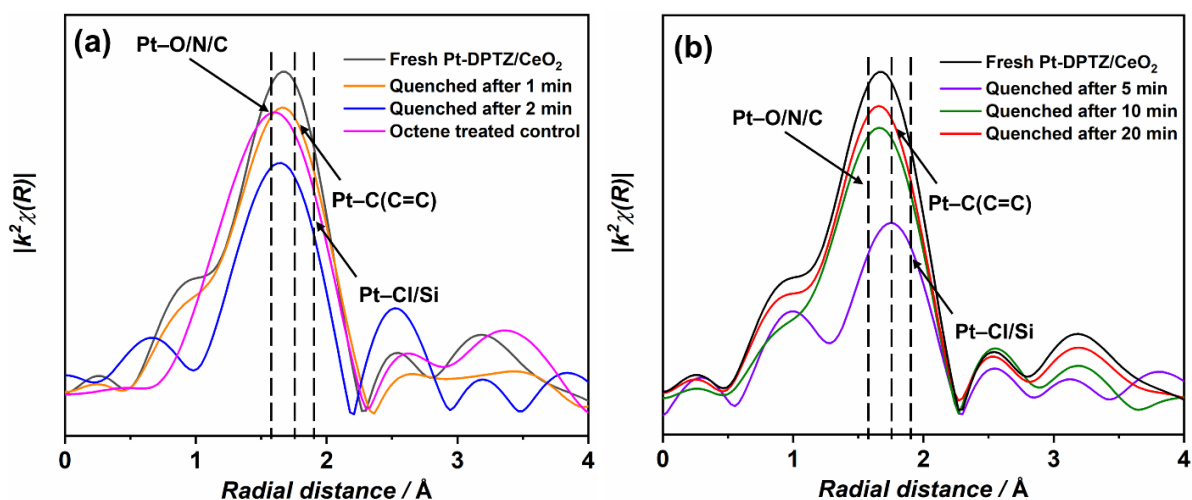 (a)
Pt–O/N/C
Fresh Pt-DPTZ/CeO₂
Quenched after 1 min
Quenched after 2 min
Octene treated control
Pt–C(C=C)
Pt–Cl/Si
|k²χ(R)|
0 1 2 3 4
Radial distance / Å
(b)
Pt–O/N/C
Fresh Pt-DPTZ/CeO₂
Quenched after 5 min
Quenched after 10 min
Quenched after 20 min
Pt–C(C=C)
Pt–Cl/Si
|k²χ(R)|
0 1 2 3 4
Radial distance / Å